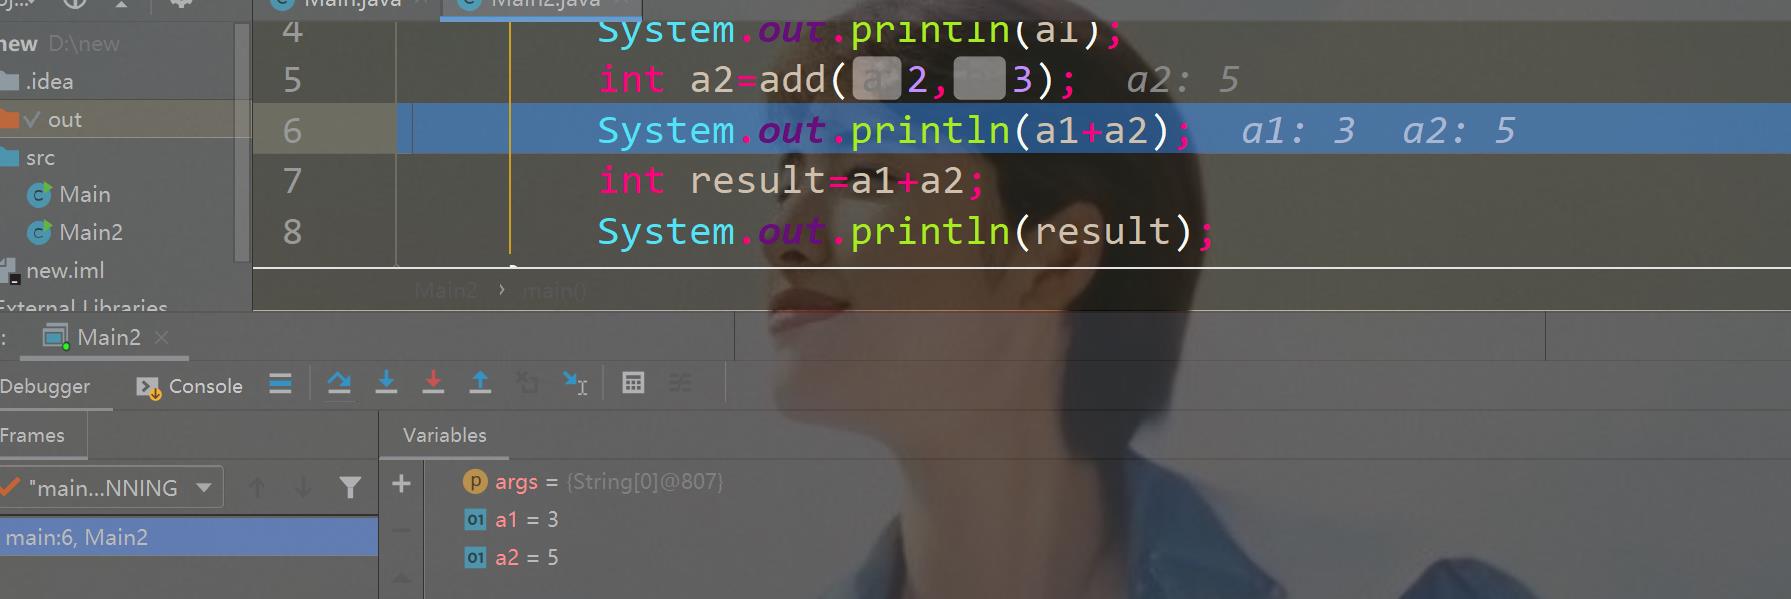 Main.java
Main2.java
new D:\new
.idea
out
src
Main
Main2
new.iml
External Libraries
4 System.out.println(a1);
5 int a2=add( 2, 3); a2: 5
6 System.out.println(a1+a2); a1: 3 a2: 5
7 int result=a1+a2;
8 System.out.println(result);
Main2 › main()
: Main2
Debugger
Console
Frames
Variables
"main...NNING
main:6, Main2
p args = {String[0]@807}
01 a1 = 3
01 a2 = 5